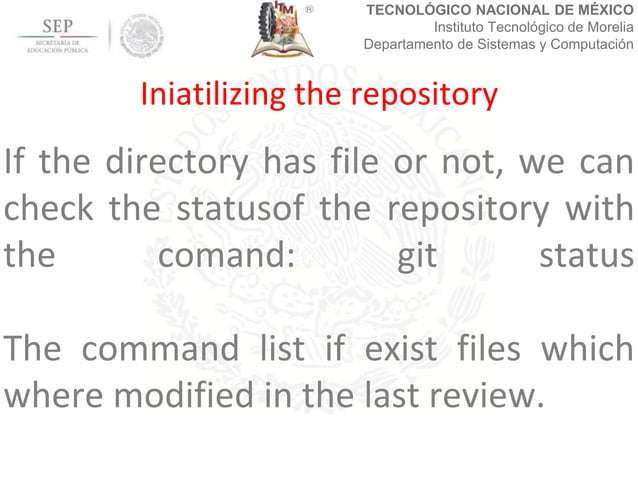 SEP
SECRETARÍA DE
EDUCACIÓN PÚBLICA
ITM
®
TECNOLÓGICO NACIONAL DE MÉXICO
Instituto Tecnológico de Morelia
Departamento de Sistemas y Computación
Iniatilizing the repository
If the directory has file or not, we can
check the statusof the repository with
the comand: git status
The command list if exist files which
where modified in the last review.